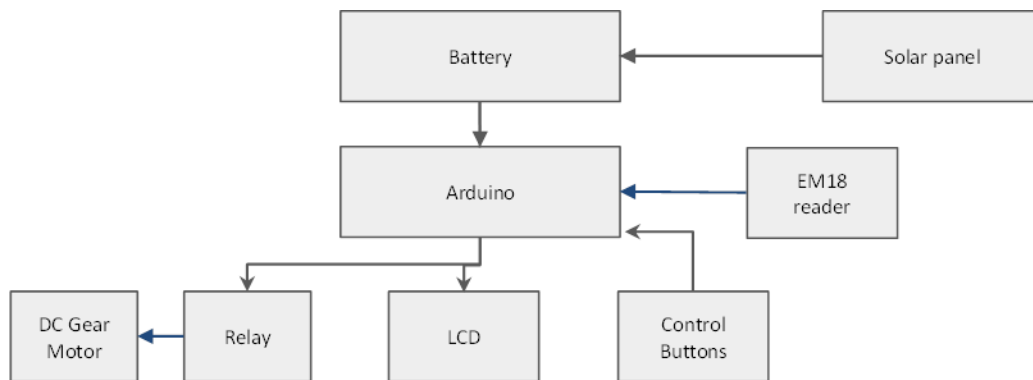 Battery
Solar panel
Arduino
EM18
reader
DC Gear
Motor
Relay
LCD
Control
Buttons